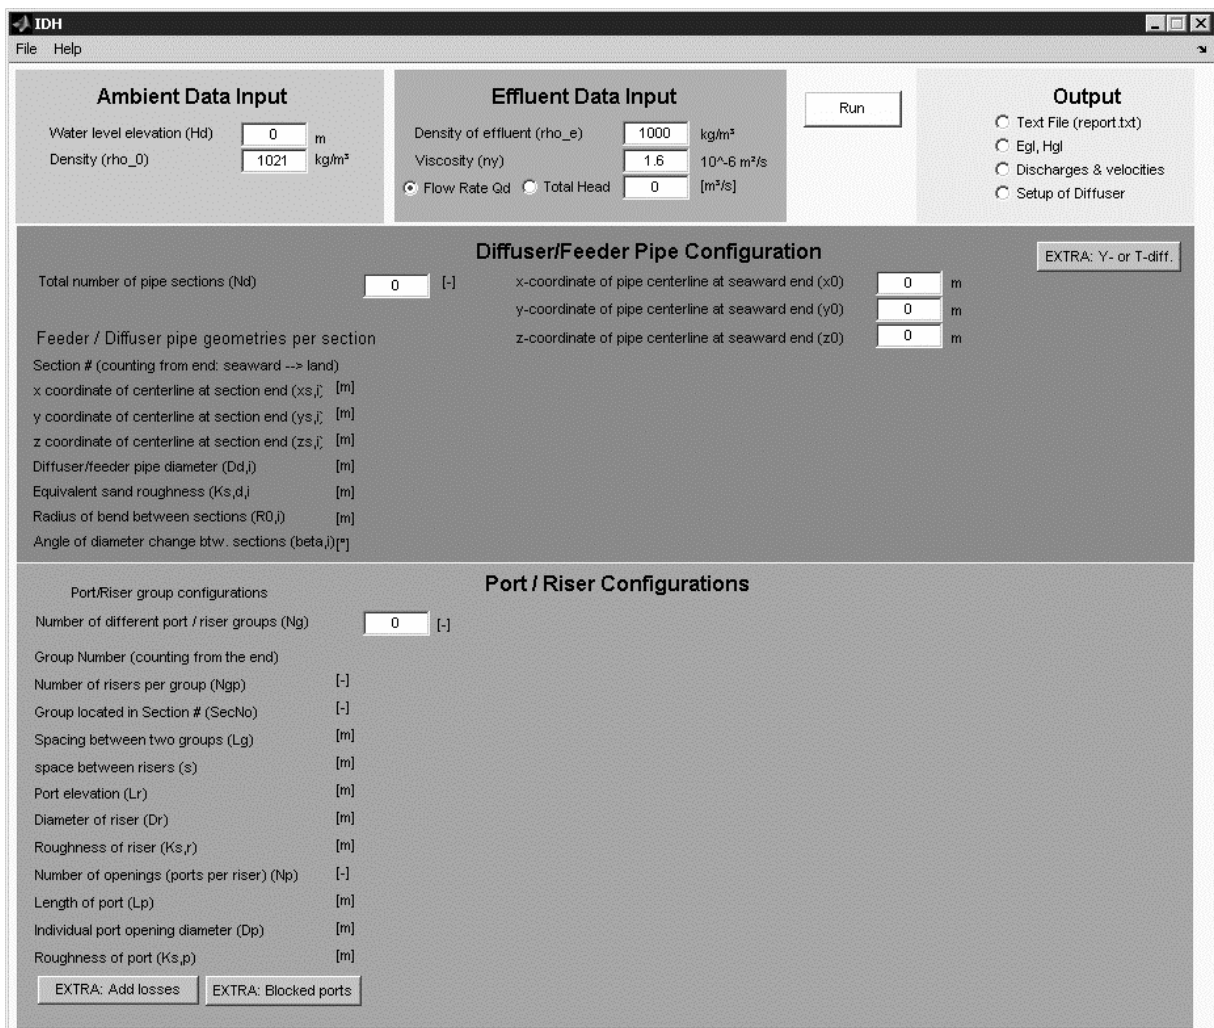 IDH
File Help
Ambient Data Input
Water level elevation (Hd) 0 m
Density (rho_0) 1021 kg/m³
Effluent Data Input
Density of effluent (rho_e) 1000 kg/m³
Viscosity (ny) 1.6 10^-6 m²/s
Flow Rate Qd Total Head 0 [m³/s]
Run
Output
Text File (report.txt)
Egl, Hgl
Discharges & velocities
Setup of Diffuser
Diffuser/Feeder Pipe Configuration
EXTRA: Y- or T-diff.
Total number of pipe sections (Nd) 0 [-]
x-coordinate of pipe centerline at seaward end (x0) 0 m
y-coordinate of pipe centerline at seaward end (y0) 0 m
z-coordinate of pipe centerline at seaward end (z0) 0 m
Feeder / Diffuser pipe geometries per section
Section # (counting from end: seaward --> land)
x coordinate of centerline at section end (xs,i) [m]
y coordinate of centerline at section end (ys,i) [m]
z coordinate of centerline at section end (zs,i) [m]
Diffuser/feeder pipe diameter (Dd,i) [m]
Equivalent sand roughness (Ks,d,i [m]
Radius of bend between sections (R0,i) [m]
Angle of diameter change btw. sections (beta,i)[°]
Port / Riser Configurations
Port/Riser group configurations
Number of different port / riser groups (Ng) 0 [-]
Group Number (counting from the end)
Number of risers per group (Ngp) [-]
Group located in Section # (SecNo) [-]
Spacing between two groups (Lg) [m]
space between risers (s) [m]
Port elevation (Lr) [m]
Diameter of riser (Dr) [m]
Roughness of riser (Ks,r) [m]
Number of openings (ports per riser) (Np) [-]
Length of port (Lp) [m]
Individual port opening diameter (Dp) [m]
Roughness of port (Ks,p) [m]
EXTRA: Add losses EXTRA: Blocked ports